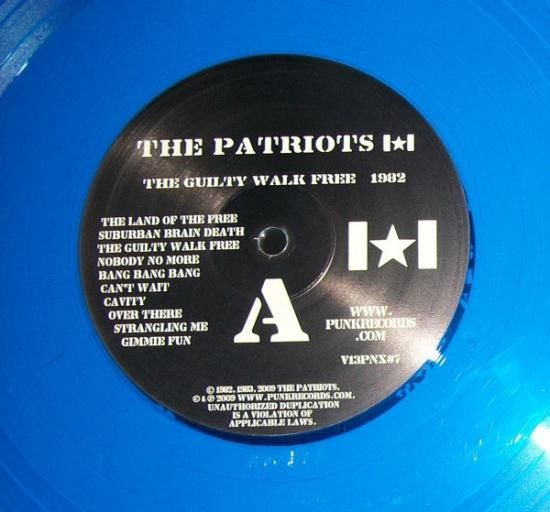 THE PATRIOTS
THE GUILTY WALK FREE 1982
THE LAND OF THE FREE
SUBURBAN BRAIN DEATH
THE GUILTY WALK FREE
NOBODY NO MORE
BANG BANG BANG
CAN'T WAIT
CAVITY
OVER THERE
STRANGLING ME
GIMMIE FUN
A
WWW.
PUNKRECORDS
.COM
V13PNX#7
© 1982, 1983, 2009 THE PATRIOTS.
© & ℗ 2009 WWW.PUNKRECORDS.COM.
UNAUTHORIZED DUPLICATION
IS A VIOLATION OF
APPLICABLE LAWS.